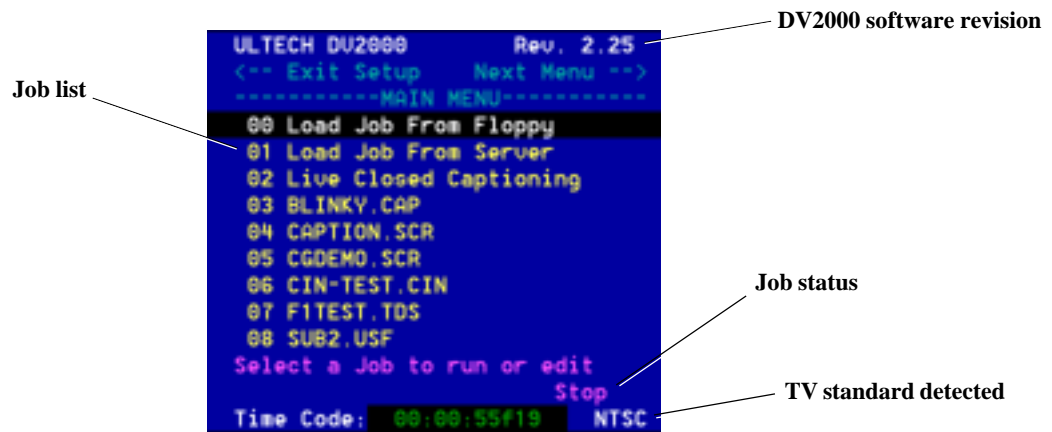 DV2000 software revision
ULTECH DV2000 Rev. 2.25
<-- Exit Setup Next Menu -->
-----------MAIN MENU-----------
Job list
00 Load Job From Floppy
01 Load Job From Server
02 Live Closed Captioning
03 BLINKY.CAP
04 CAPTION.SCR
05 CGDEMO.SCR
06 CIN-TEST.CIN
07 F1TEST.TDS
08 SUB2.USF
Job status
Select a Job to run or edit
Stop
TV standard detected
Time Code: 00:00:55f19 NTSC